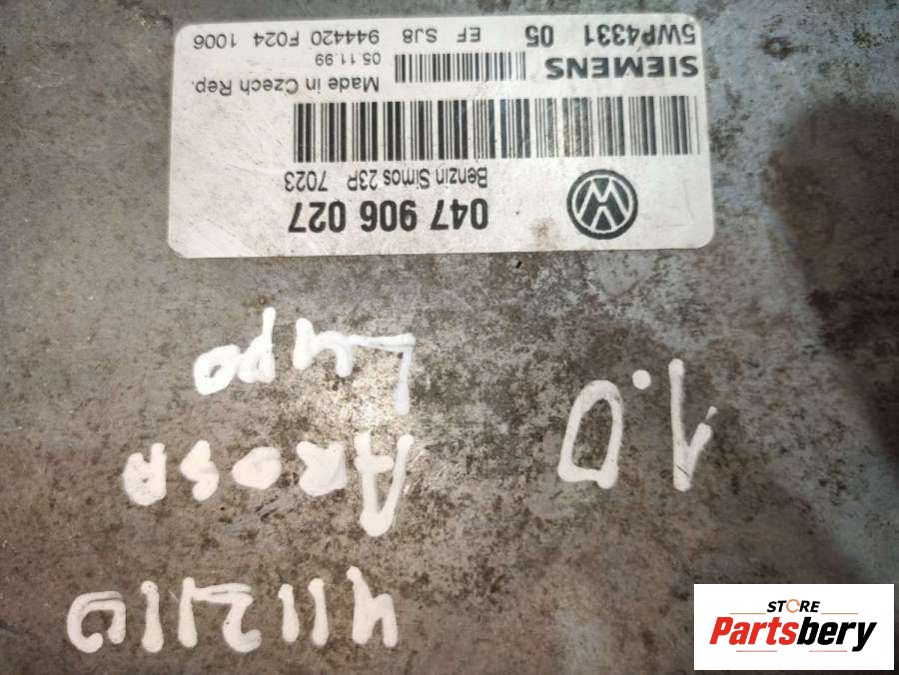 047 906 027
Benzin Simos 23P 7023
SIEMENS Made in Czech Rep.
05.11.99
5WP4331 05 EF SJ8 944420 F024 1006
1.0
Lupo
AROSA
STORE
Partsbery